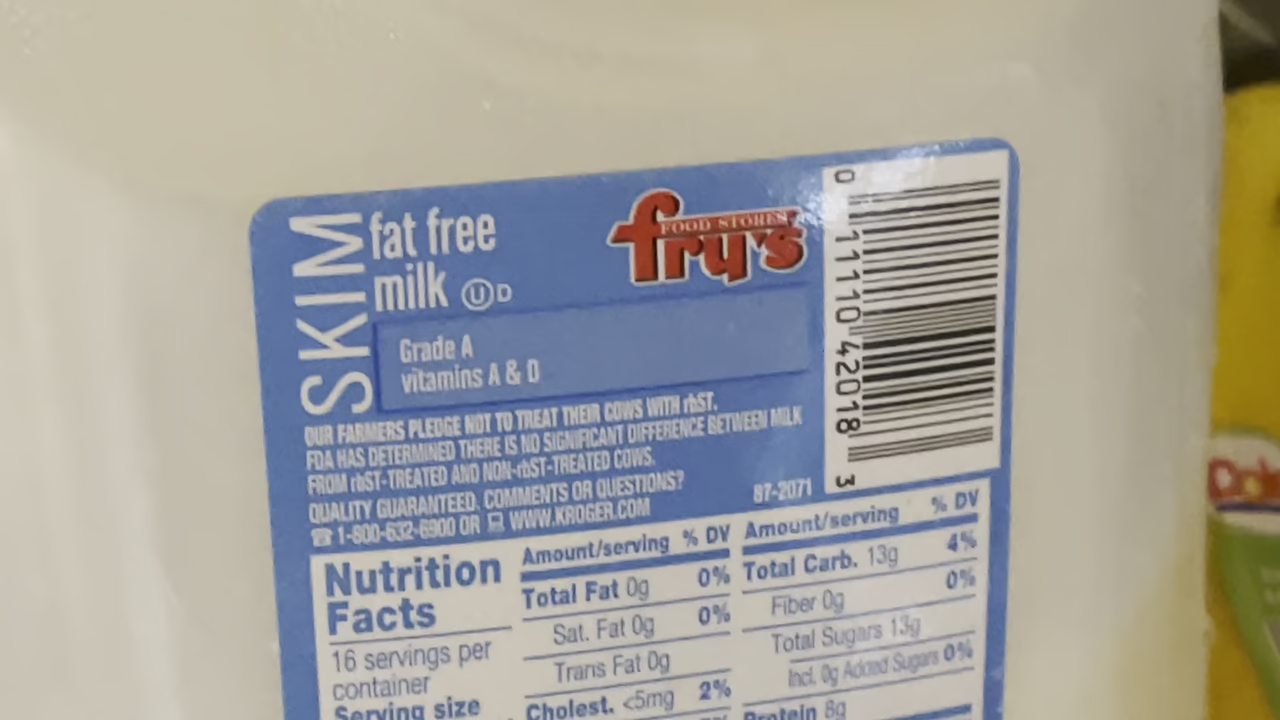 SKIM
fat free
milk Ⓤ D
FOOD STORES
fry's
Grade A
vitamins A & D
OUR FARMERS PLEDGE NOT TO TREAT THEIR COWS WITH rbST.
FDA HAS DETERMINED THERE IS NO SIGNIFICANT DIFFERENCE BETWEEN MILK
FROM rbST-TREATED AND NON-rbST-TREATED COWS.
QUALITY GUARANTEED. COMMENTS OR QUESTIONS?
1-800-632-6900 OR WWW.KROGER.COM
87-2071
0 11110 42018 3
Nutrition
Facts
16 servings per
container
Serving size
Amount/serving % DV
Total Fat 0g 0%
Sat. Fat 0g 0%
Trans Fat 0g
Cholest. <5mg 2%
Amount/serving % DV
Total Carb. 13g 4%
Fiber 0g 0%
Total Sugars 13g
Incl. 0g Added Sugars 0%
Protein 8g